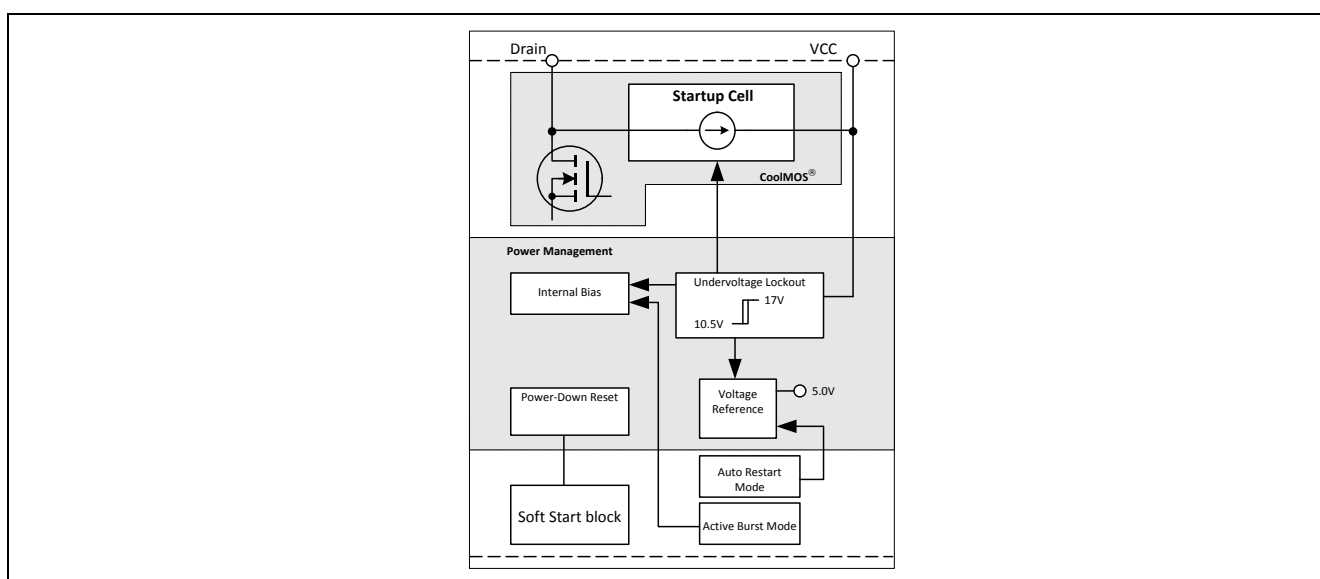 Drain
VCC
Startup Cell
CoolMOS®
Power Management
Internal Bias
Undervoltage Lockout
17V
10.5V
Power-Down Reset
Voltage
Reference
5.0V
Auto Restart
Mode
Soft Start block
Active Burst Mode